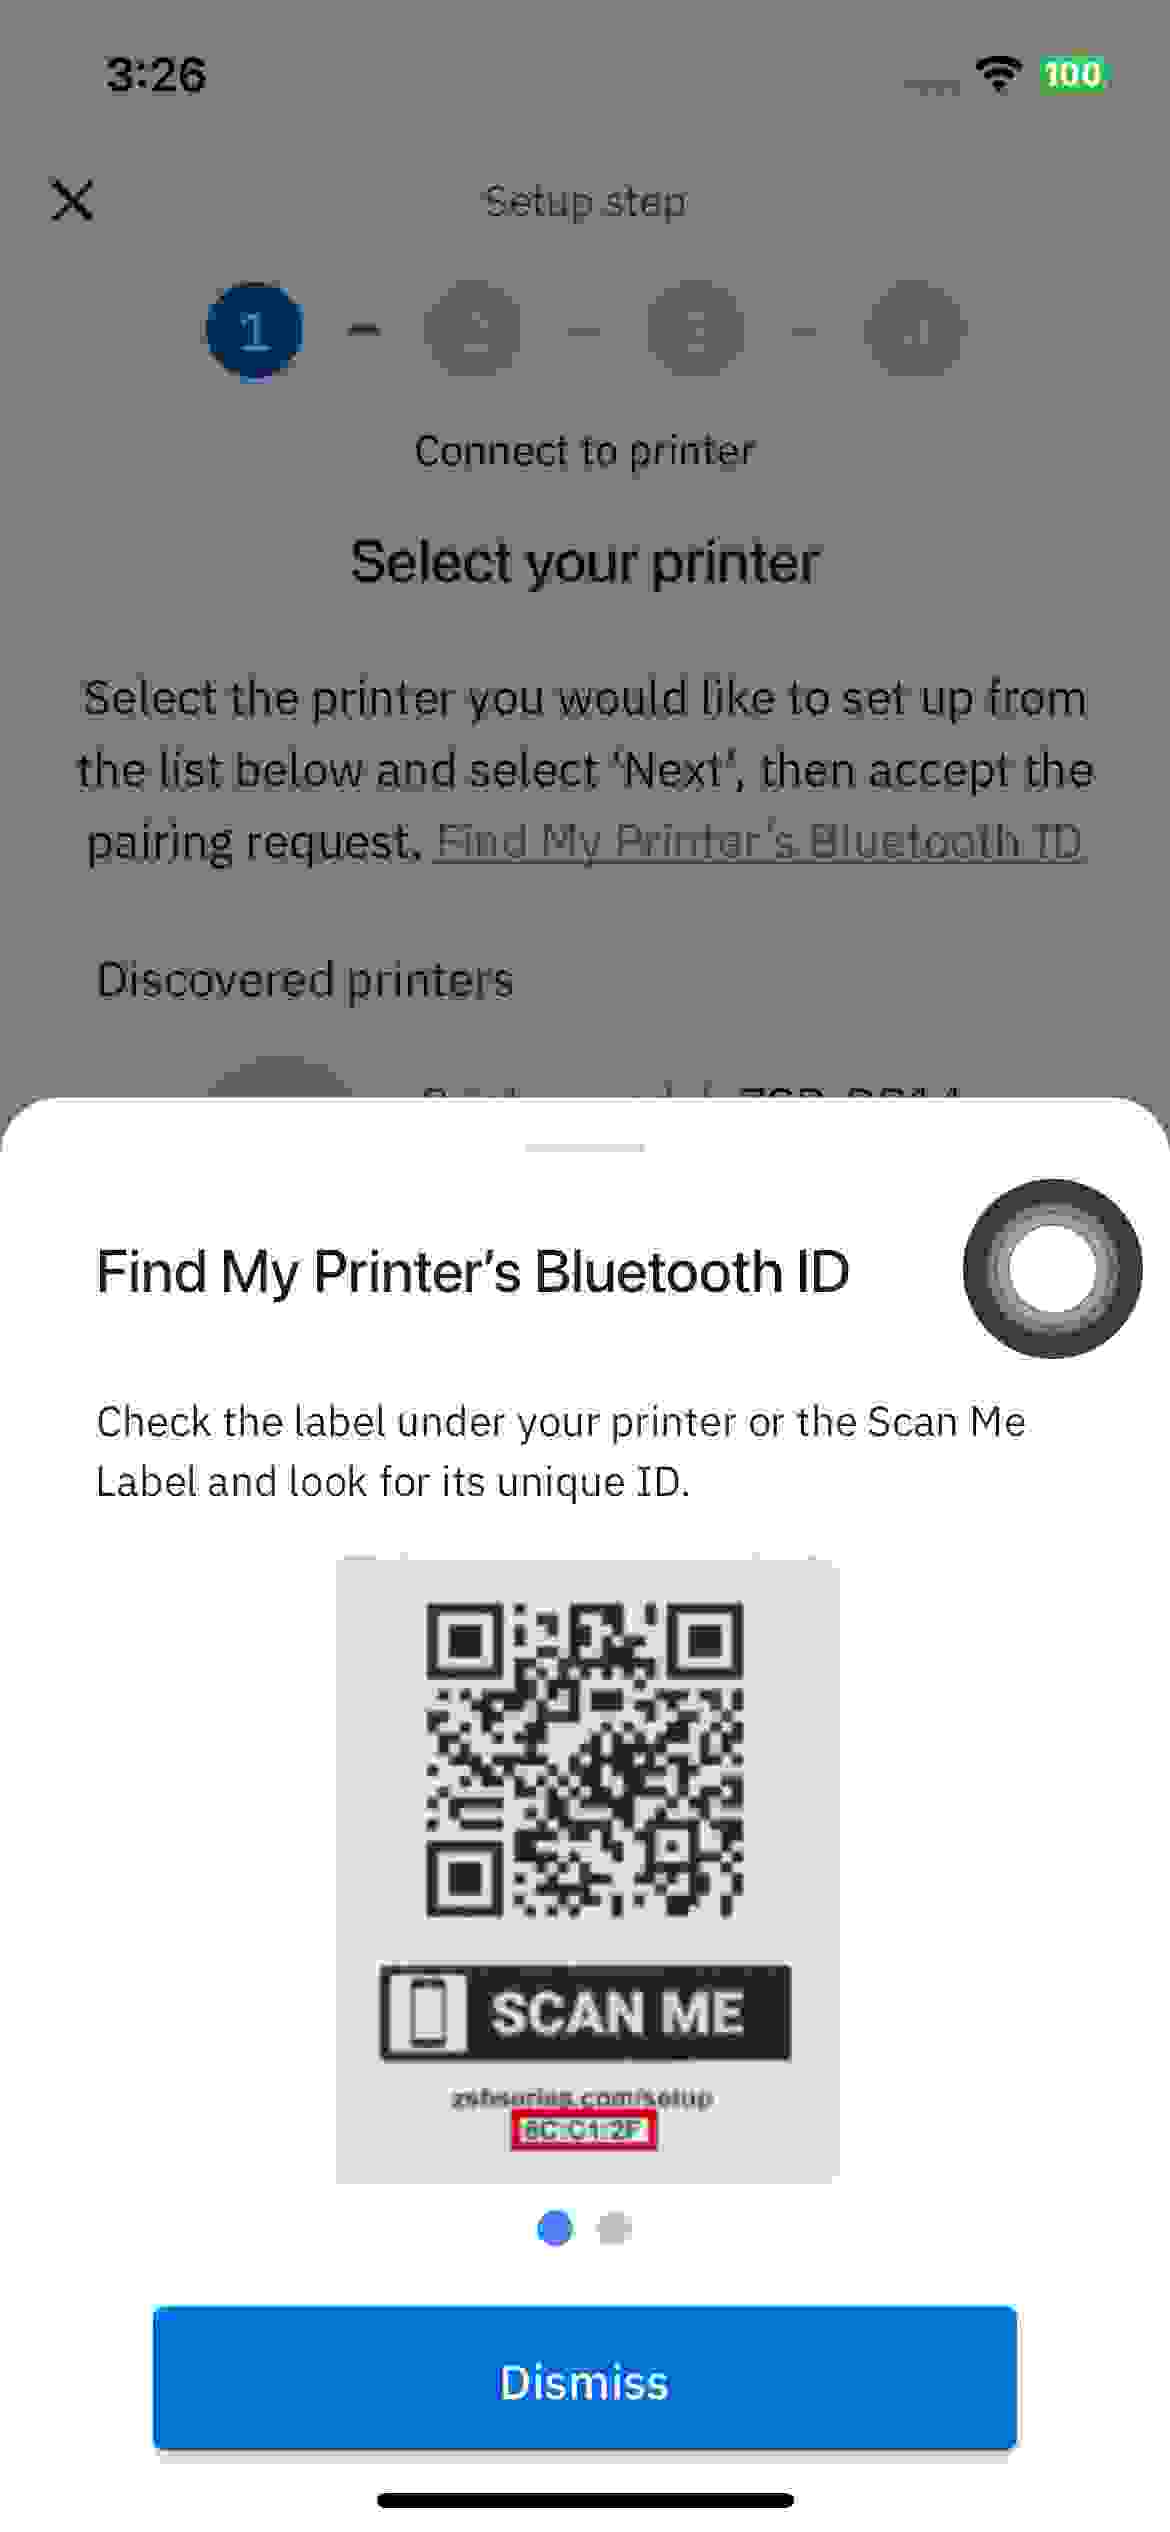 3:26
100
Setup step
1
2
3
4
Connect to printer
Select your printer
Select the printer you would like to set up from
the list below and select ‘Next’, then accept the
pairing request. Find My Printer’s Bluetooth ID
Discovered printers
Find My Printer’s Bluetooth ID
Check the label under your printer or the Scan Me
Label and look for its unique ID.
SCAN ME
zsbseries.com/setup
6C:C1:2F
Dismiss